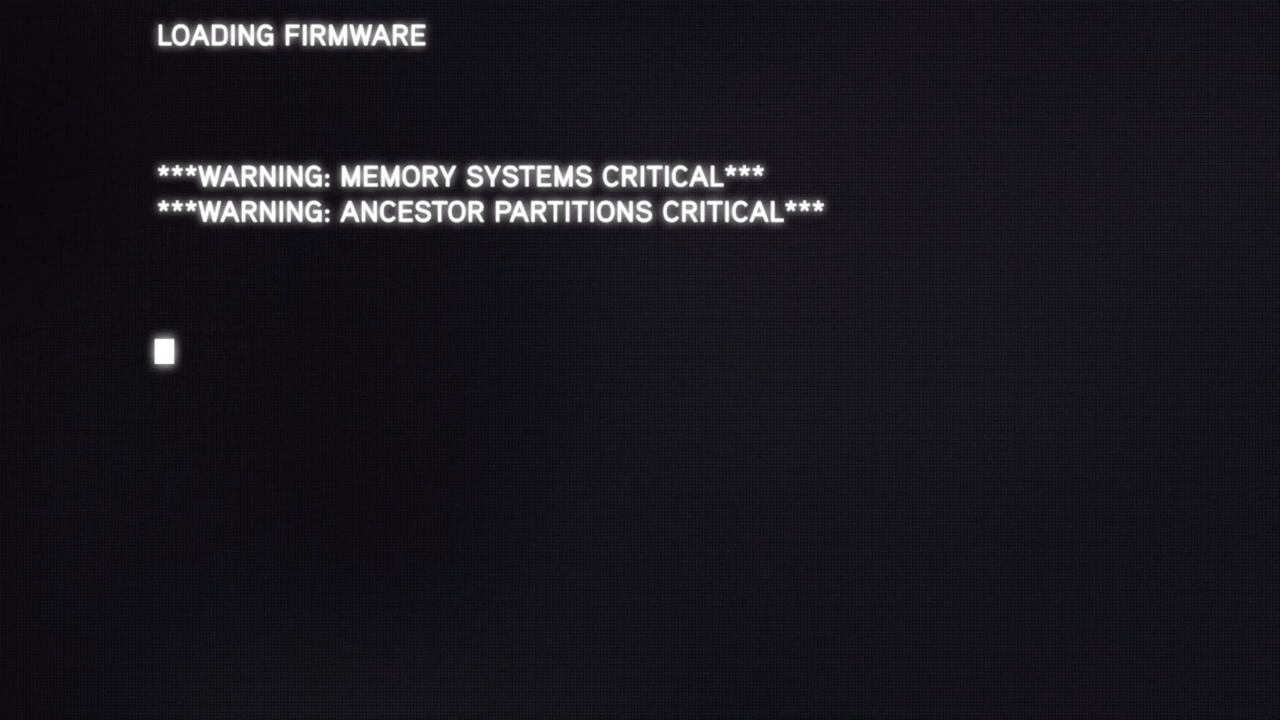 LOADING FIRMWARE
***WARNING: MEMORY SYSTEMS CRITICAL***
***WARNING: ANCESTOR PARTITIONS CRITICAL***